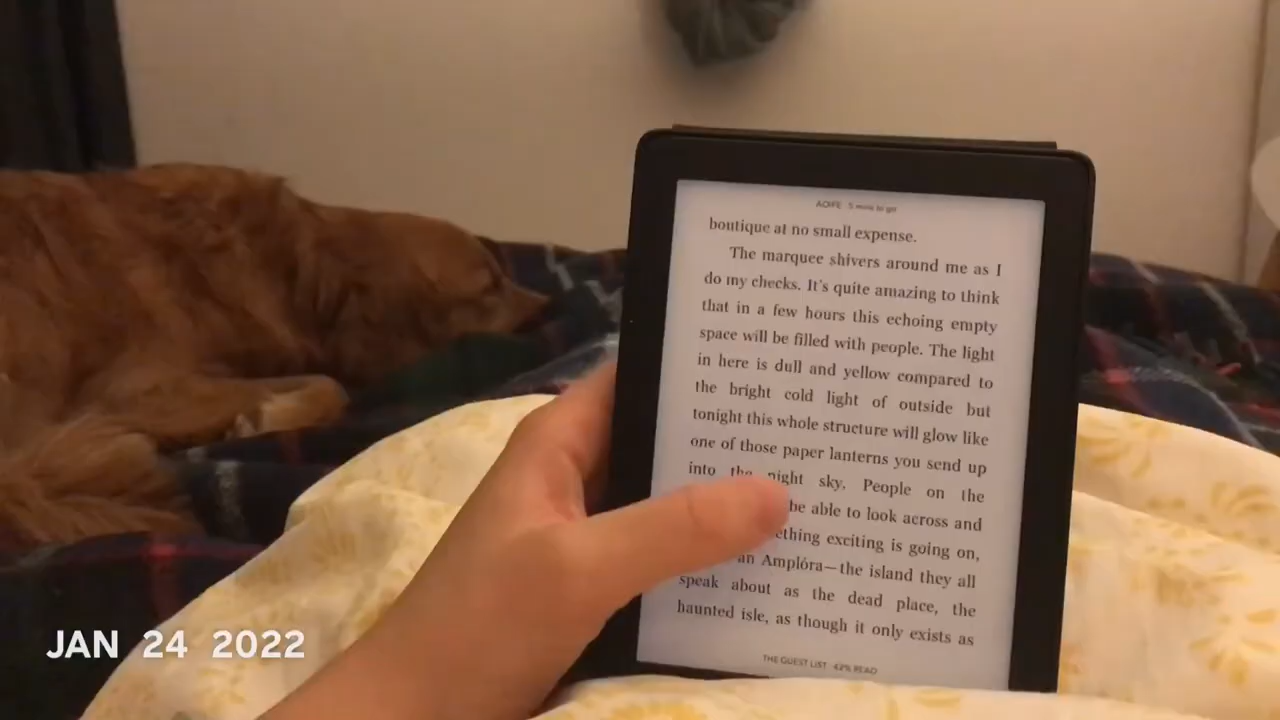 AOIFE · 5 mins to go
boutique at no small expense.
The marquee shivers around me as I
do my checks. It's quite amazing to think
that in a few hours this echoing empty
space will be filled with people. The light
in here is dull and yellow compared to
the bright cold light of outside but
tonight this whole structure will glow like
one of those paper lanterns you send up
into the night sky. People on the
be able to look across and
exciting is going on,
an Amplóra—the island they all
speak about as the dead place, the
haunted isle, as though it only exists as
THE GUEST LIST · 42% READ
JAN 24 2022